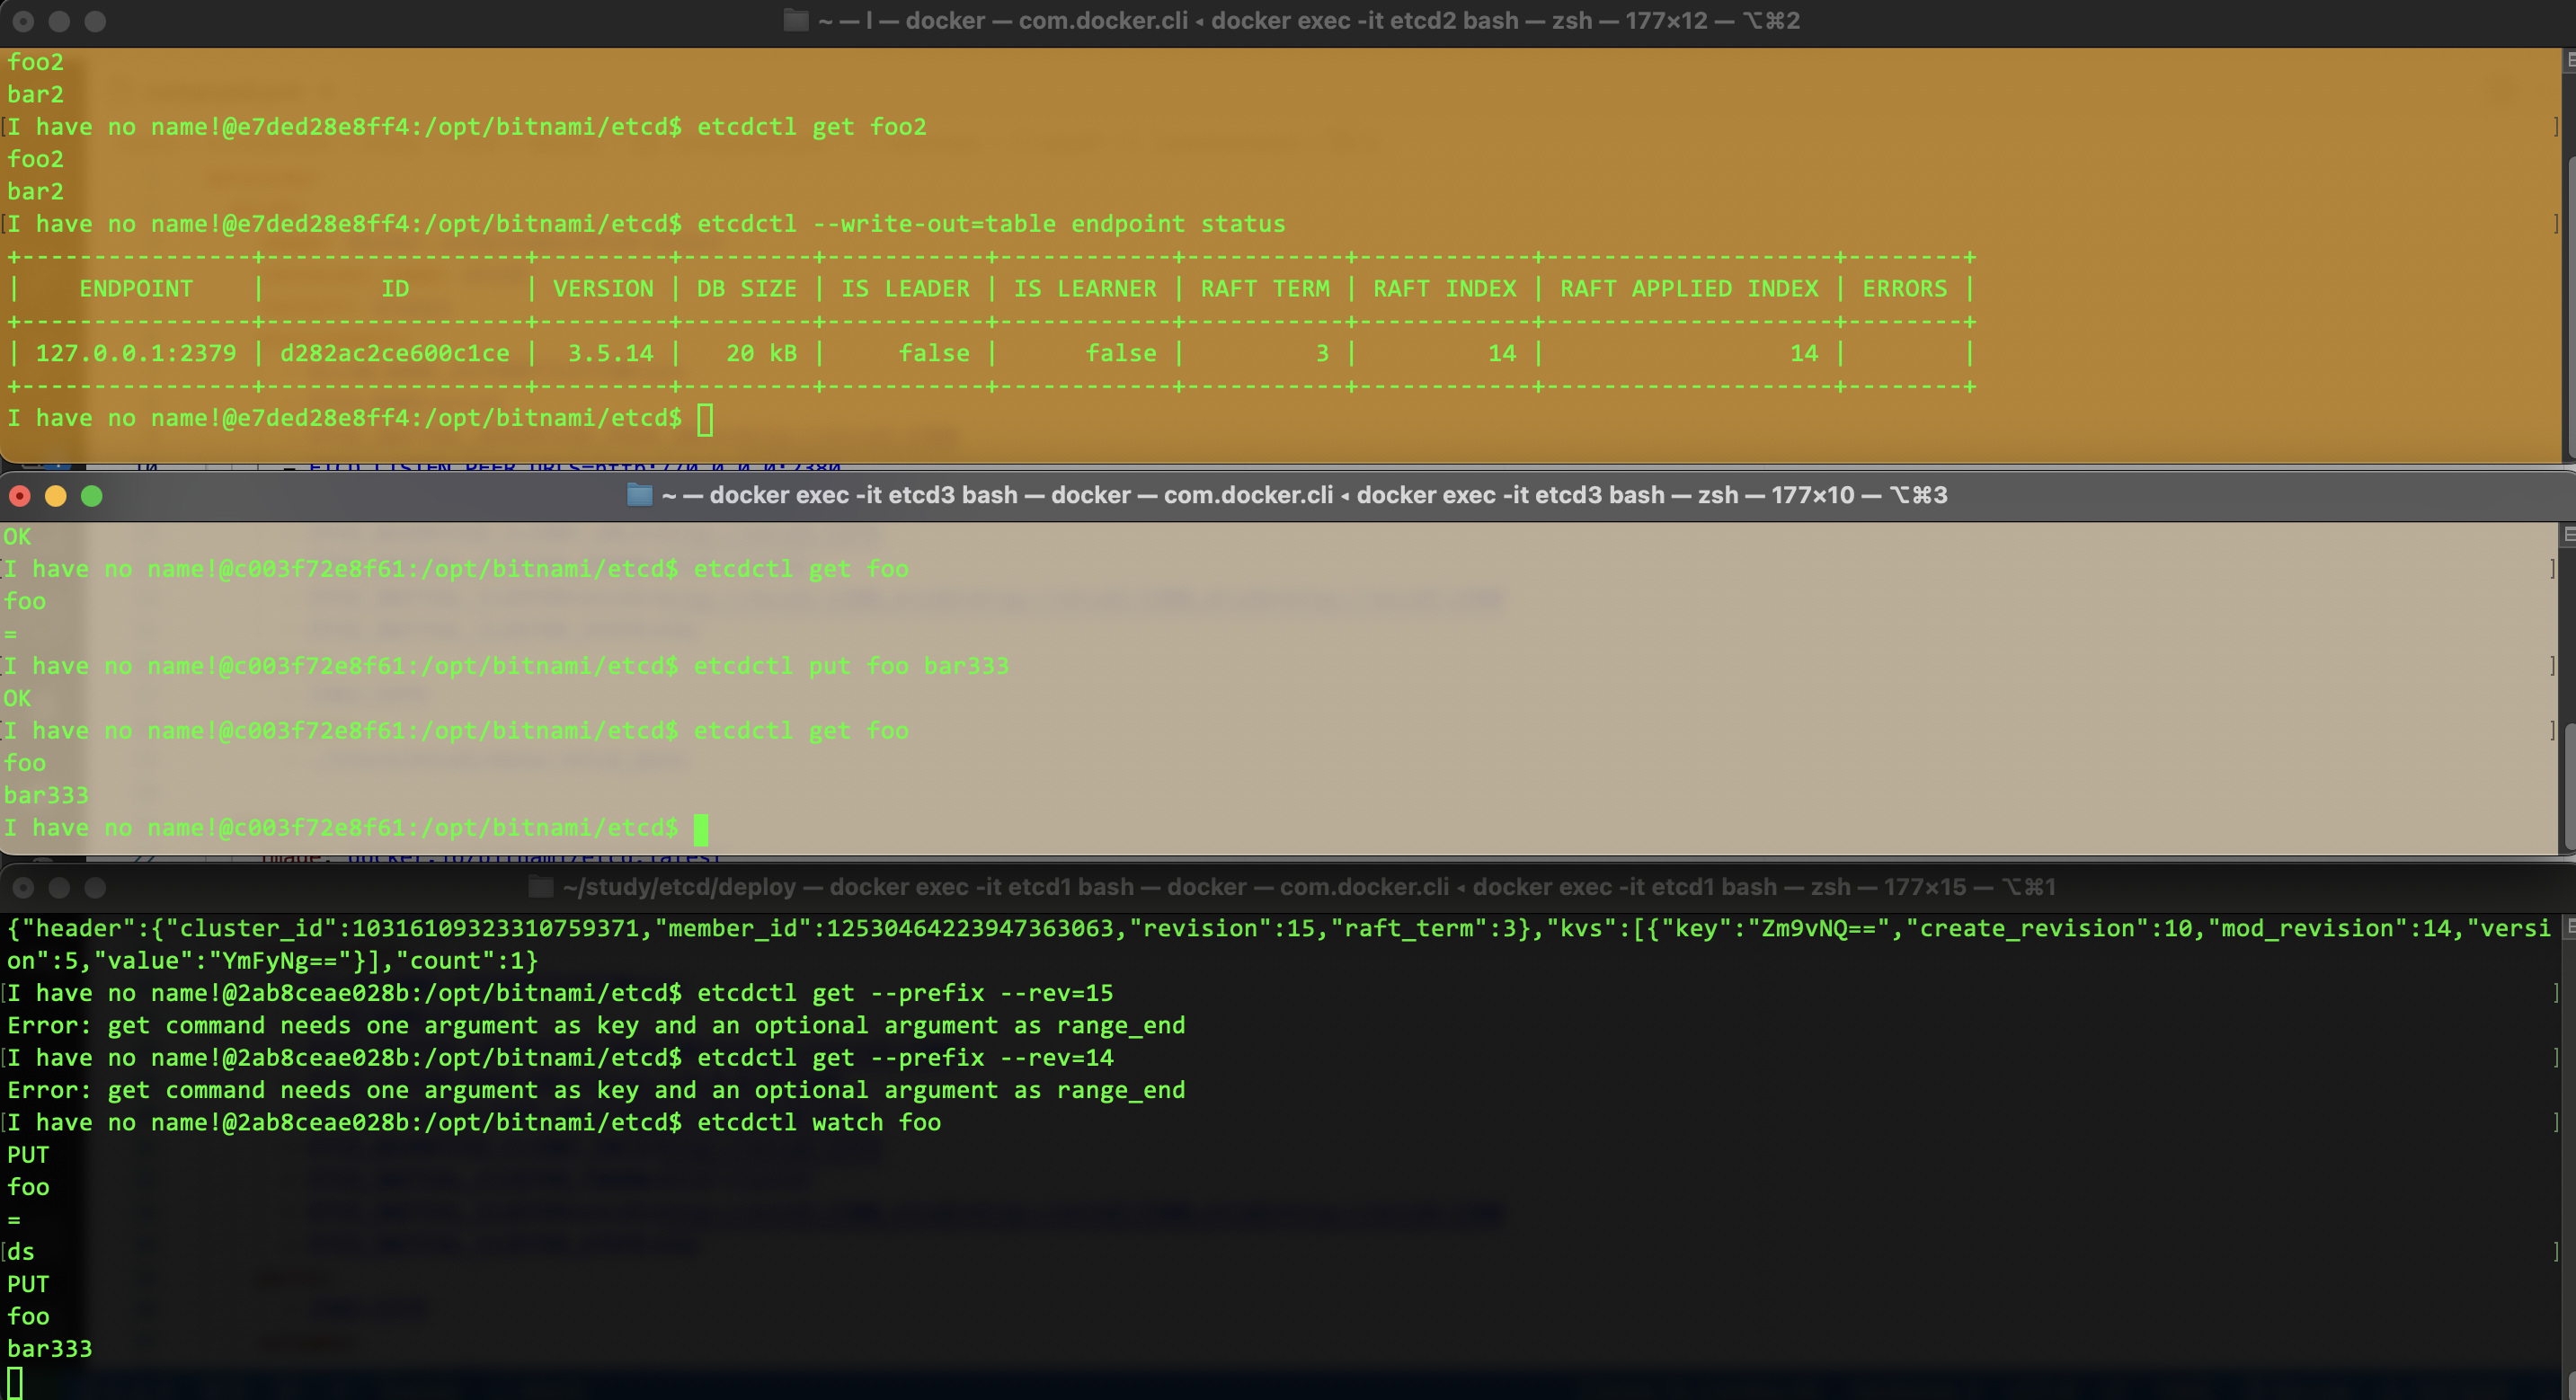 ~ — l — docker — com.docker.cli ◂ docker exec -it etcd2 bash — zsh — 177×12 — ⌥⌘2
foo2
bar2
I have no name!@e7ded28e8ff4:/opt/bitnami/etcd$ etcdctl get foo2
foo2
bar2
I have no name!@e7ded28e8ff4:/opt/bitnami/etcd$ etcdctl --write-out=table endpoint status
+-----------------+------------------+---------+---------+-----------+------------+-----------+------------+--------------------+--------+
|    ENDPOINT    |        ID        | VERSION | DB SIZE | IS LEADER | IS LEARNER | RAFT TERM | RAFT INDEX | RAFT APPLIED INDEX | ERRORS |
+-----------------+------------------+---------+---------+-----------+------------+-----------+------------+--------------------+--------+
| 127.0.0.1:2379 | d282ac2ce600c1ce |  3.5.14 |   20 kB |     false |      false |         3 |         14 |                 14 |        |
+-----------------+------------------+---------+---------+-----------+------------+-----------+------------+--------------------+--------+
I have no name!@e7ded28e8ff4:/opt/bitnami/etcd$
~ — docker exec -it etcd3 bash — docker — com.docker.cli ◂ docker exec -it etcd3 bash — zsh — 177×10 — ⌥⌘3
OK
I have no name!@c003f72e8f61:/opt/bitnami/etcd$ etcdctl get foo
foo
=
I have no name!@c003f72e8f61:/opt/bitnami/etcd$ etcdctl put foo bar333
OK
I have no name!@c003f72e8f61:/opt/bitnami/etcd$ etcdctl get foo
foo
bar333
I have no name!@c003f72e8f61:/opt/bitnami/etcd$
~/study/etcd/deploy — docker exec -it etcd1 bash — docker — com.docker.cli ◂ docker exec -it etcd1 bash — zsh — 177×15 — ⌥⌘1
{"header":{"cluster_id":10316109323310759371,"member_id":12530464223947363063,"revision":15,"raft_term":3},"kvs":[{"key":"Zm9vNQ==","create_revision":10,"mod_revision":14,"versi
on":5,"value":"YmFyNg=="}],"count":1}
I have no name!@2ab8ceae028b:/opt/bitnami/etcd$ etcdctl get --prefix --rev=15
Error: get command needs one argument as key and an optional argument as range_end
I have no name!@2ab8ceae028b:/opt/bitnami/etcd$ etcdctl get --prefix --rev=14
Error: get command needs one argument as key and an optional argument as range_end
I have no name!@2ab8ceae028b:/opt/bitnami/etcd$ etcdctl watch foo
PUT
foo
=
ds
PUT
foo
bar333